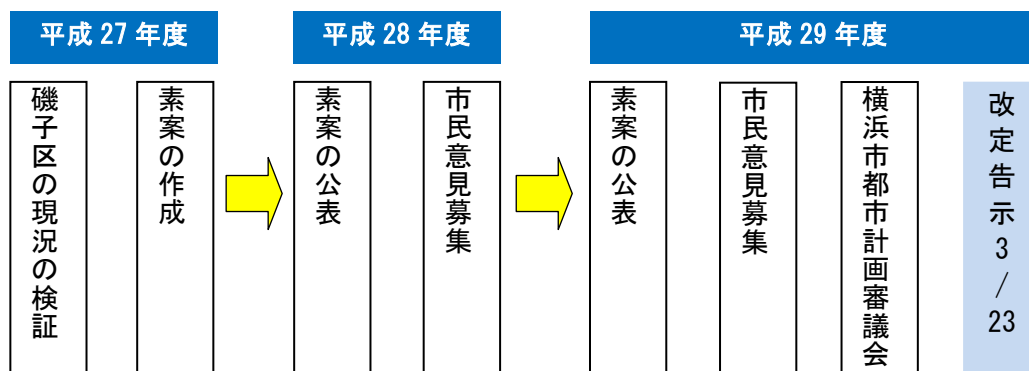 平成 27 年度
磯子区の現況の検証
素案の作成
平成 28 年度
素案の公表
市民意見募集
平成 29 年度
素案の公表
市民意見募集
横浜市都市計画審議会
改定告示3/23